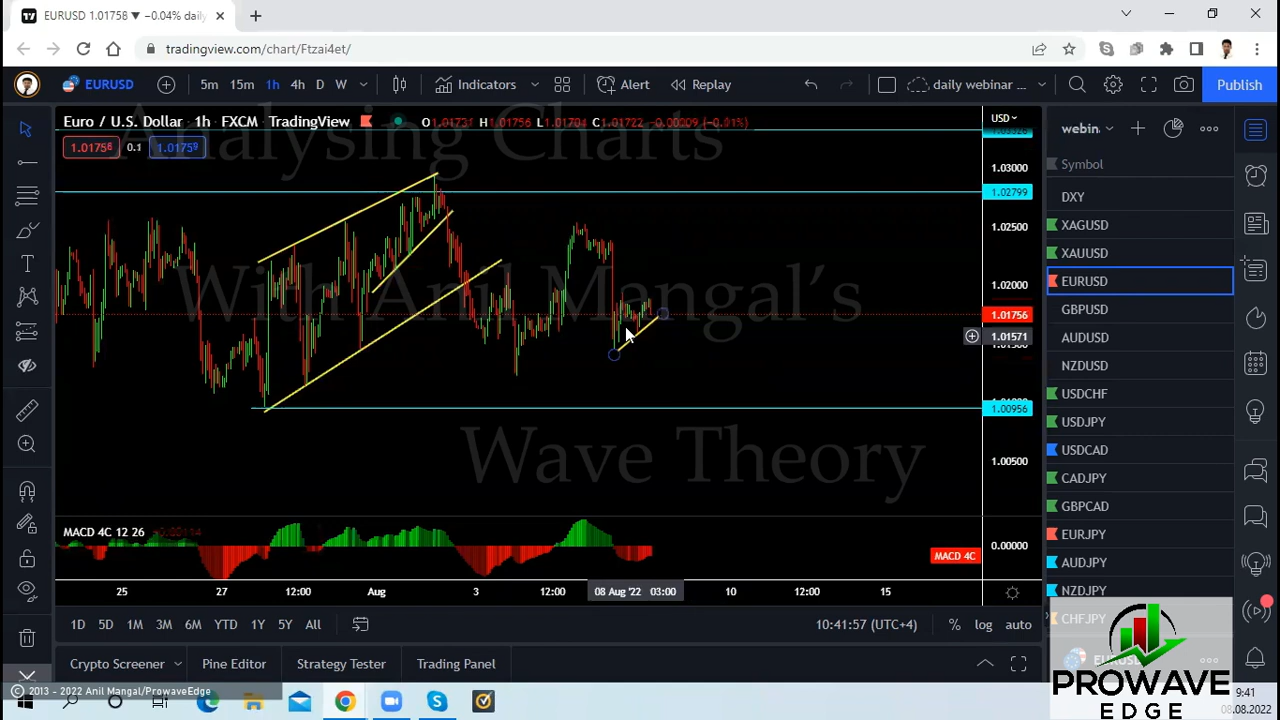 EURUSD 1.01758 ▼ −0.04% daily
tradingview.com/chart/Ftzai4et/
EURUSD 5m 15m 1h 4h D W Indicators Alert Replay daily webinar ... Publish
Analysing Charts
With Anil Mangal's
Wave Theory
Euro / U.S. Dollar 1h FXCM TradingView
1.01756 0.1 1.01759
USD
1.03000
1.02799
1.02500
1.02000
1.01756
1.01571
1.00956
1.00500
MACD 4C 12 26
MACD 4C
0.00000
25 27 12:00 Aug 3 12:00 08 Aug '22 03:00 10 12:00 15
1D 5D 1M 3M 6M YTD 1Y 5Y All 10:41:57 (UTC+4) % log auto
Crypto Screener Pine Editor Strategy Tester Trading Panel
Symbol
DXY
XAGUSD
XAUUSD
EURUSD
GBPUSD
AUDUSD
NZDUSD
USDCHF
USDJPY
USDCAD
CADJPY
GBPCAD
EURJPY
AUDJPY
NZDJPY
CHFJPY
EURUSD
PROWAVE
EDGE
© 2013 - 2022 Anil Mangal/ProwaveEdge
9:41
08.08.2022